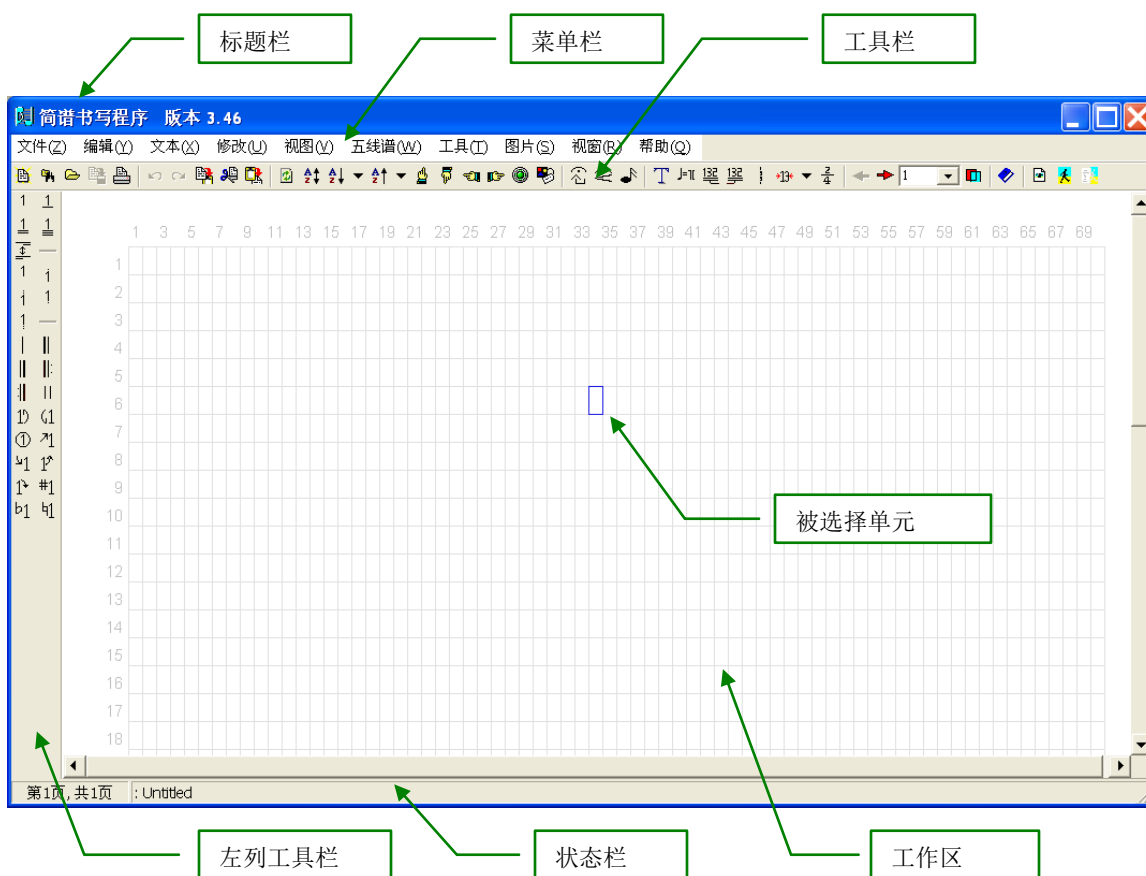 标题栏 菜单栏 工具栏
简谱书写程序 版本 3.46
文件(Z) 编辑(Y) 文本(X) 修改(U) 视图(V) 五线谱(W) 工具(T) 图片(S) 视窗(R) 帮助(Q)
1
1 3 5 7 9 11 13 15 17 19 21 23 25 27 29 31 33 35 37 39 41 43 45 47 49 51 53 55 57 59 61 63 65 67 69
1
2
3
4
5
6
7
8
9
10
11
12
13
14
15
16
17
18
被选择单元
第1页,共1页 : Untitled
左列工具栏 状态栏 工作区